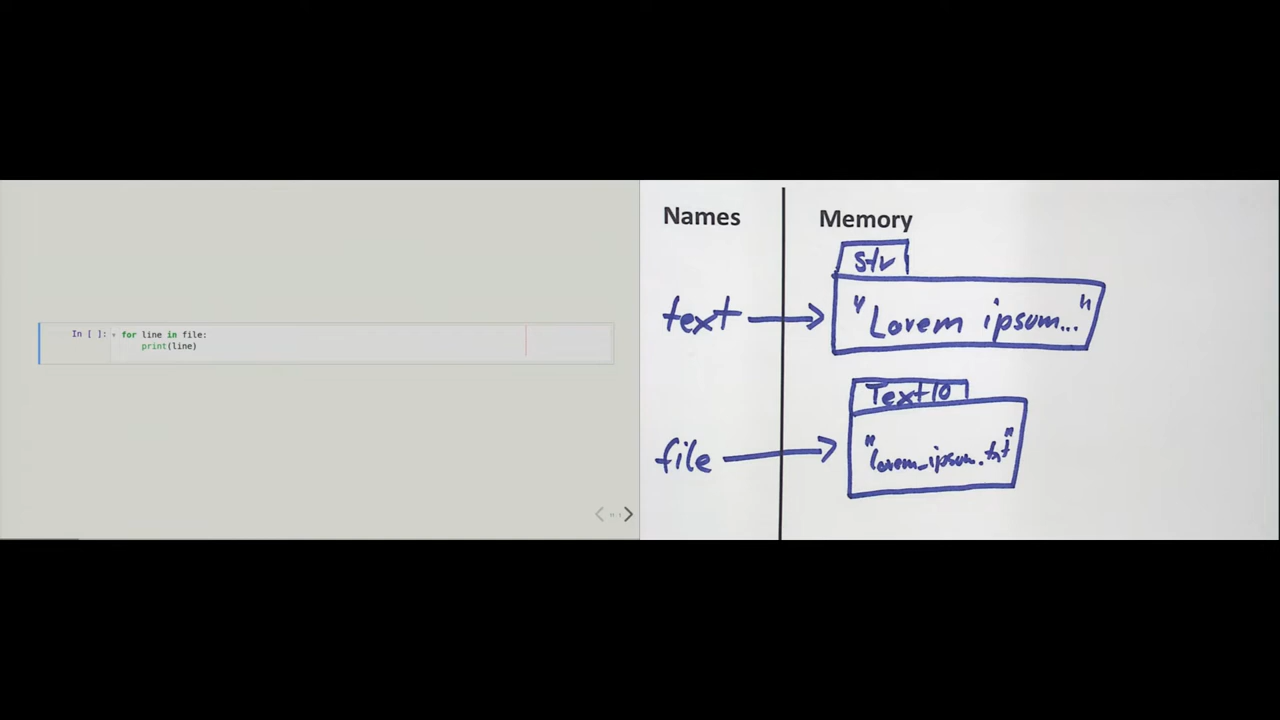 In [ ]: for line in file:
print(line)
Names
Memory
str
text
"Lorem ipsum..."
TextIO
file
"lorem_ipsum.txt"